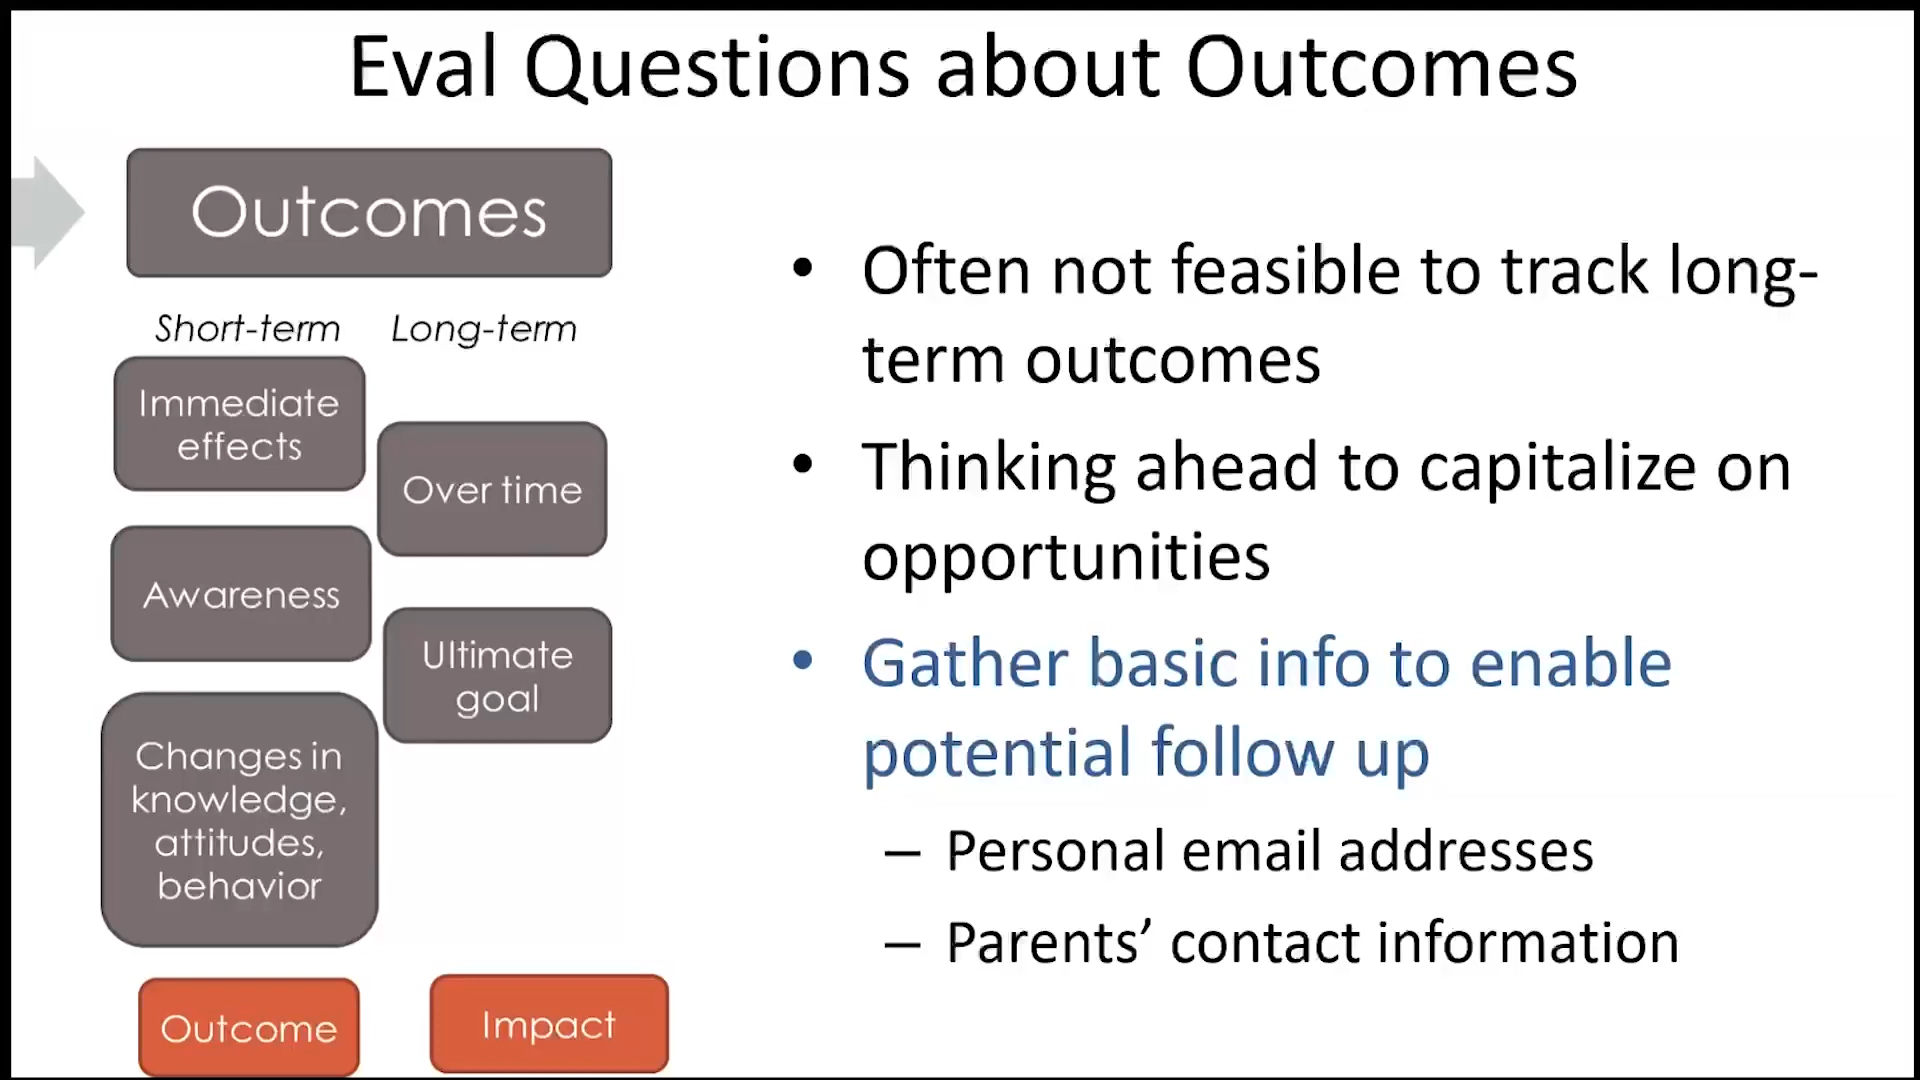 Eval Questions about Outcomes
Outcomes
Short-term
Long-term
Immediate
effects
Awareness
Changes in
knowledge,
attitudes,
behavior
Over time
Ultimate
goal
Outcome
Impact
• Often not feasible to track long-
term outcomes
• Thinking ahead to capitalize on
opportunities
• Gather basic info to enable
potential follow up
– Personal email addresses
– Parents’ contact information